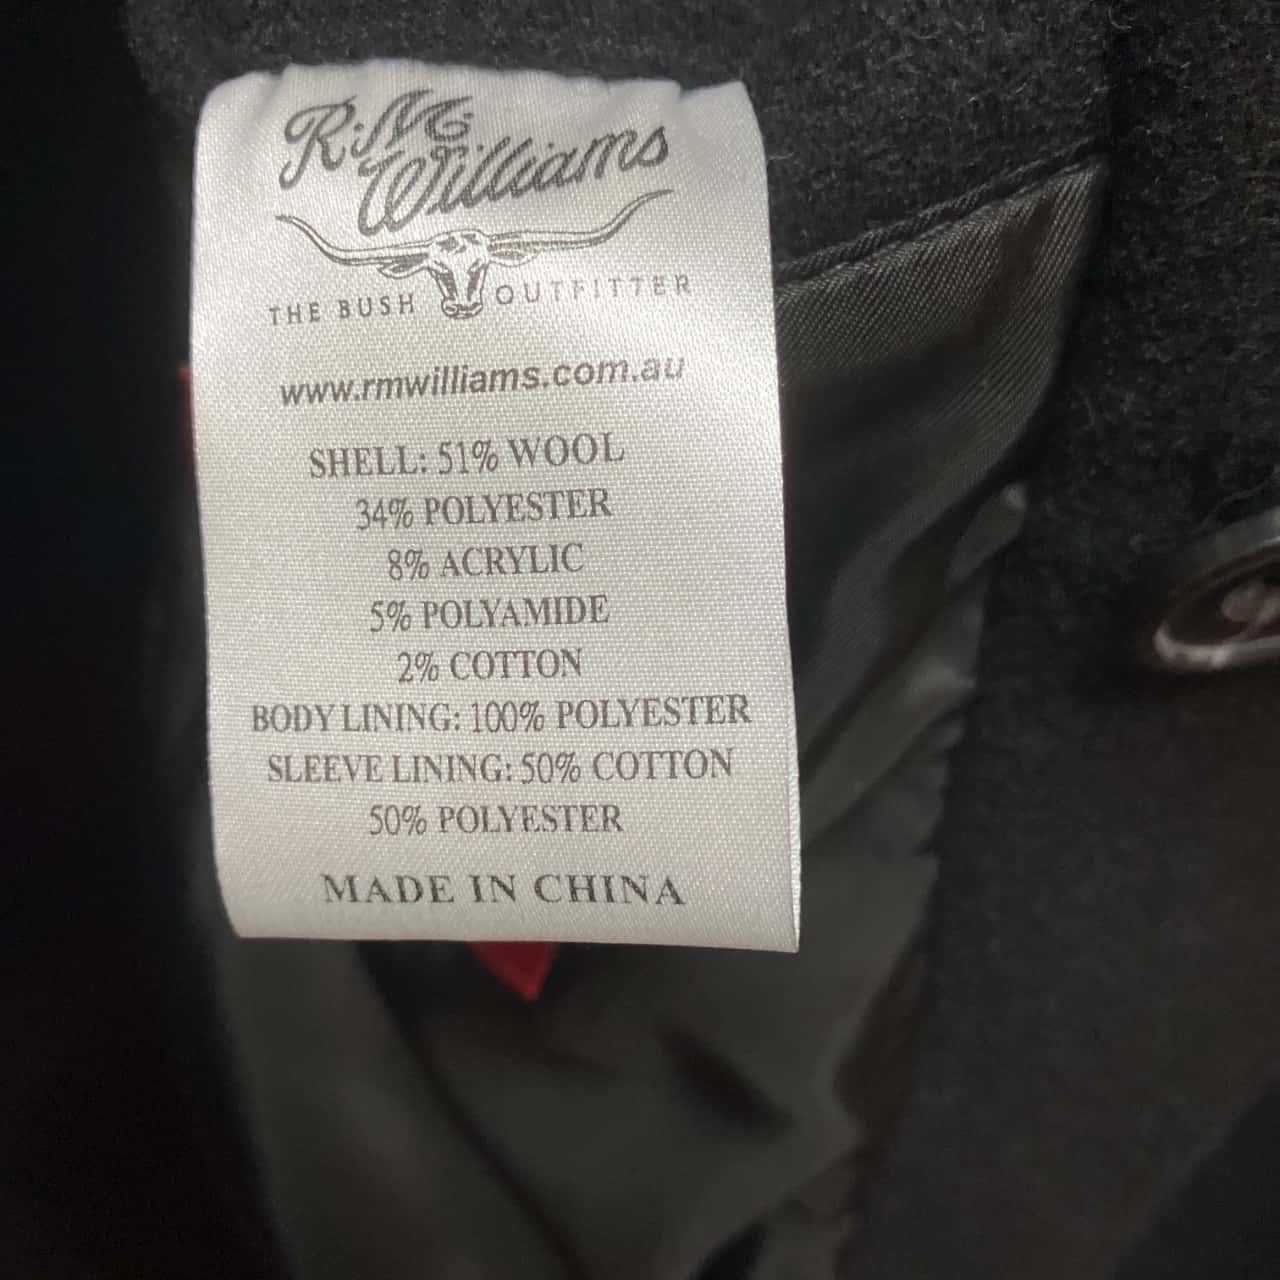 R.M.
Williams
THE BUSH OUTFITTER
www.rmwilliams.com.au
SHELL: 51% WOOL
34% POLYESTER
8% ACRYLIC
5% POLYAMIDE
2% COTTON
BODY LINING: 100% POLYESTER
SLEEVE LINING: 50% COTTON
50% POLYESTER
MADE IN CHINA